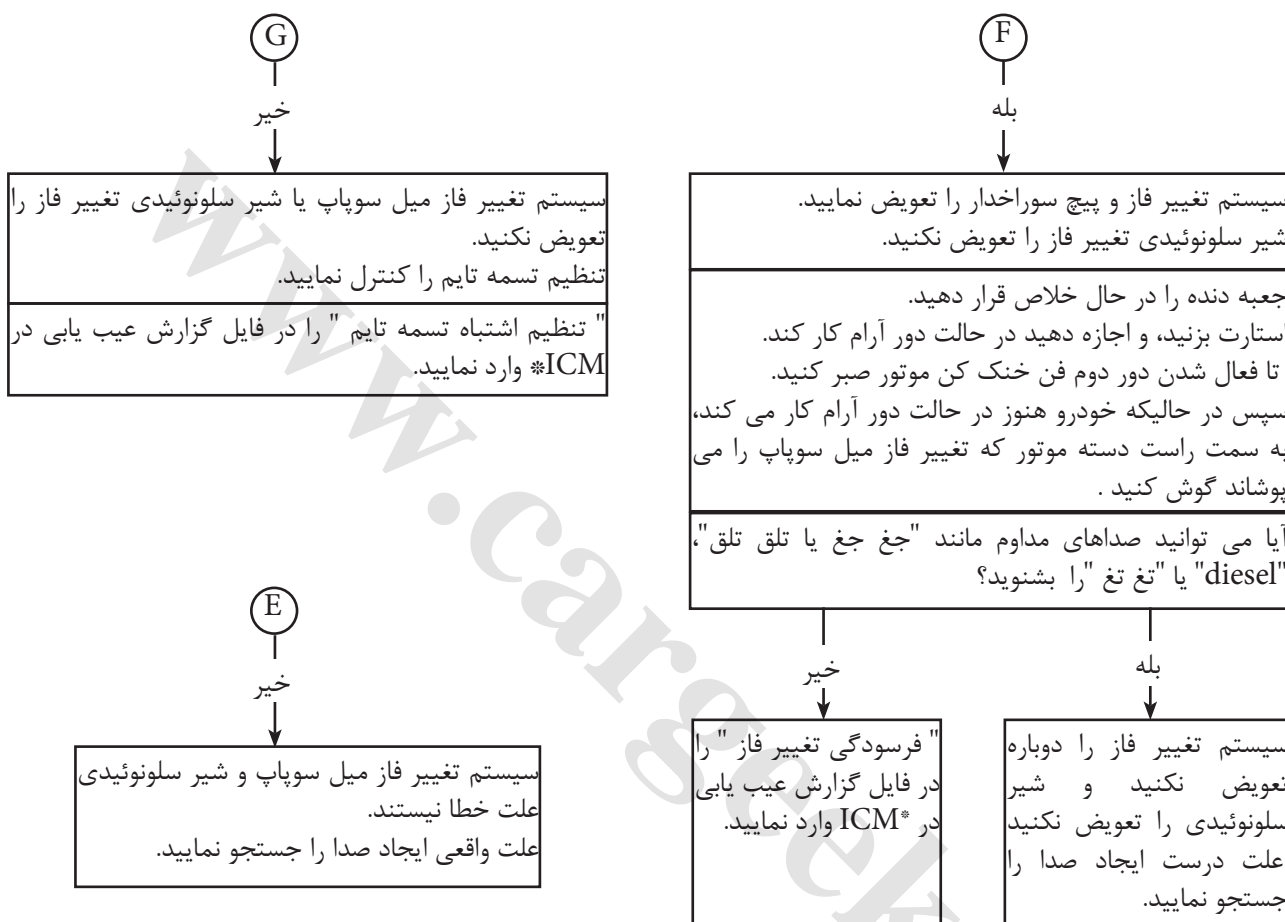 F
بله
سیستم تغییر فاز و پیچ سوراخدار را تعویض نمایید.
شیر سلونوئیدی تغییر فاز را تعویض نکنید.
جعبه دنده را در حال خلاص قرار دهید.
استارت بزنید، و اجازه دهید در حالت دور آرام کار کند.
تا فعال شدن دور دوم فن خنک کن موتور صبر کنید.
سپس در حالیکه خودرو هنوز در حالت دور آرام کار می کند،
به سمت راست دسته موتور که تغییر فاز میل سوپاپ را می
پوشاند گوش کنید .
آیا می توانید صداهای مداوم مانند "جغ جغ یا تلق تلق"،
"diesel" یا "تغ تغ "را بشنوید؟
بله
سیستم تغییر فاز را دوباره
تعویض نکنید و شیر
سلونوئیدی را تعویض نکنید
علت درست ایجاد صدا را
جستجو نمایید.
خیر
" فرسودگی تغییر فاز " را
در فایل گزارش عیب یابی
در *ICM وارد نمایید.
G
خیر
سیستم تغییر فاز میل سوپاپ یا شیر سلونوئیدی تغییر فاز را
تعویض نکنید.
تنظیم تسمه تایم را کنترل نمایید.
" تنظیم اشتباه تسمه تایم " را در فایل گزارش عیب یابی در
ICM* وارد نمایید.
E
خیر
سیستم تغییر فاز میل سوپاپ و شیر سلونوئیدی
علت خطا نیستند.
علت واقعی ایجاد صدا را جستجو نمایید.
www.cargeek